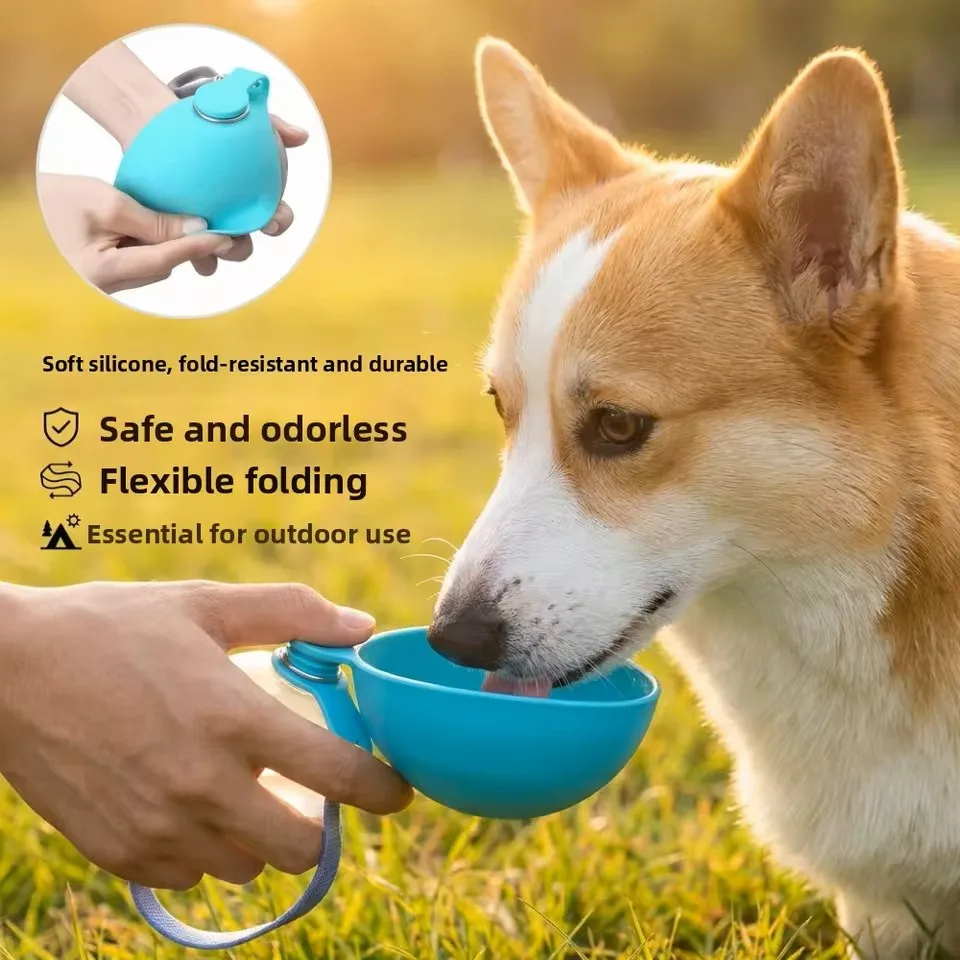 Soft silicone, fold-resistant and durable
Safe and odorless
Flexible folding
Essential for outdoor use